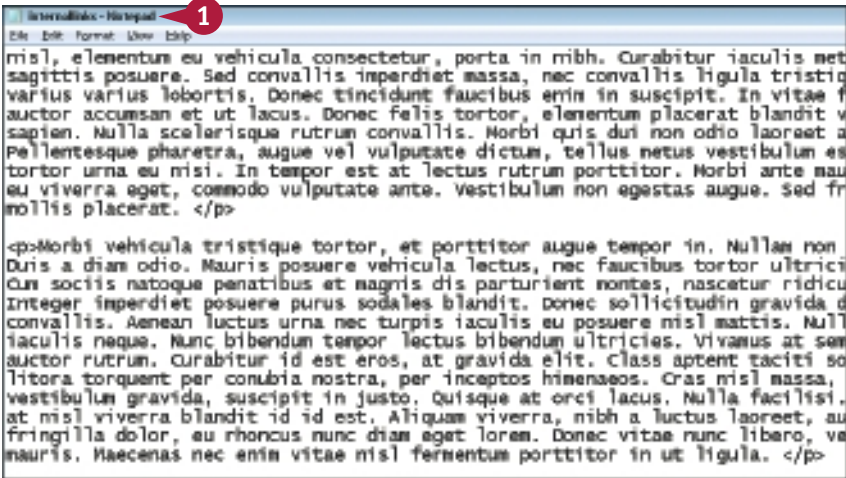 internallinks - Notepad
1
File Edit Format View Help
nisl, elementum eu vehicula consectetur, porta in nibh. Curabitur iaculis met
sagittis posuere. Sed convallis imperdiet massa, nec convallis ligula tristiq
varius varius lobortis. Donec tincidunt faucibus enim in suscipit. In vitae f
auctor accumsan et ut lacus. Donec felis tortor, elementum placerat blandit v
sapien. Nulla scelerisque rutrum convallis. Morbi quis dui non odio laoreet a
Pellentesque pharetra, augue vel vulputate dictum, tellus metus vestibulum es
tortor urna eu nisi. In tempor est at lectus rutrum porttitor. Morbi ante mau
eu viverra eget, commodo vulputate ante. Vestibulum non egestas augue. Sed fr
mollis placerat. </p>
<p>Morbi vehicula tristique tortor, et porttitor augue tempor in. Nullam non
Duis a diam odio. Mauris posuere vehicula lectus, nec faucibus tortor ultrici
Cum sociis natoque penatibus et magnis dis parturient montes, nascetur ridicu
Integer imperdiet posuere purus sodales blandit. Donec sollicitudin gravida d
convallis. Aenean luctus urna nec turpis iaculis eu posuere nisl mattis. Null
iaculis neque. Nunc bibendum tempor lectus bibendum ultricies. Vivamus at sem
auctor rutrum. Curabitur id est eros, at gravida elit. Class aptent taciti so
litora torquent per conubia nostra, per inceptos himenaeos. Cras nisl massa,
vestibulum gravida, suscipit in justo. Quisque at orci lacus. Nulla facilisi.
at nisl viverra blandit id id est. Aliquam viverra, nibh a luctus laoreet, au
fringilla dolor, eu rhoncus nunc diam eget lorem. Donec vitae nunc libero, ve
mauris. Maecenas nec enim vitae nisl fermentum porttitor in ut ligula. </p>